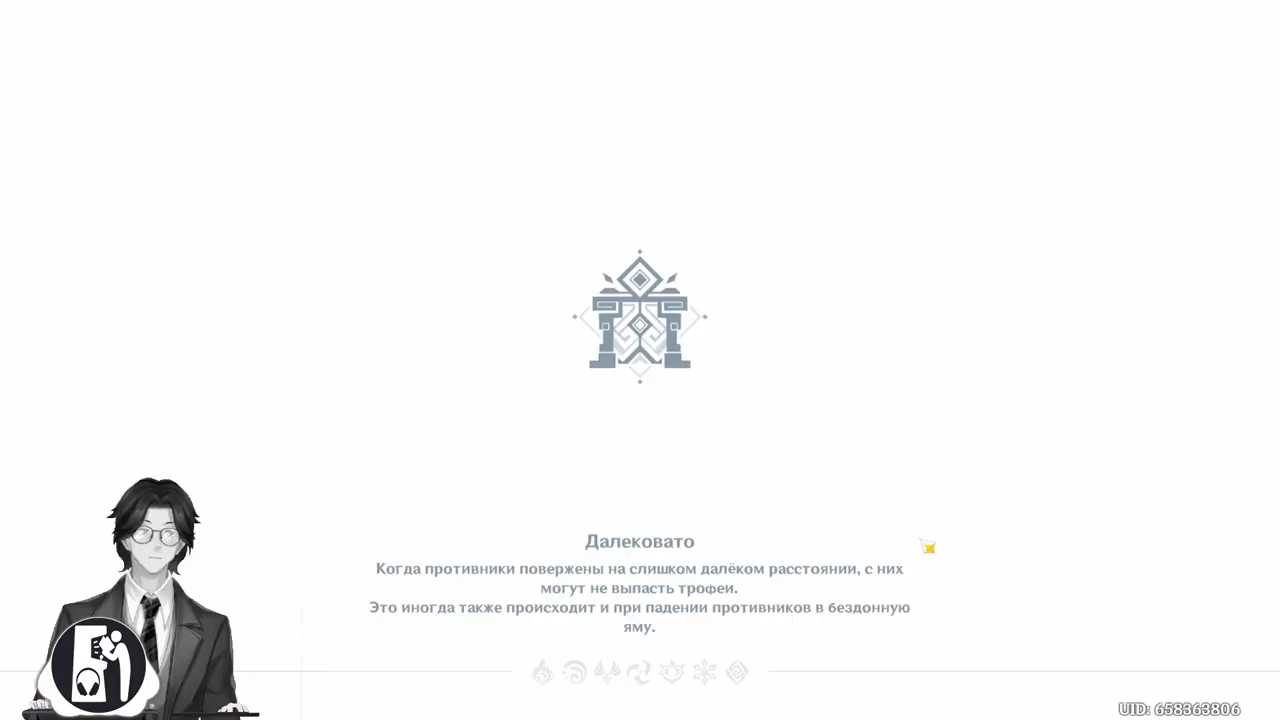 Далековато
Когда противники повержены на слишком далёком расстоянии, с них
могут не выпасть трофеи.
Это иногда также происходит и при падении противников в бездонную
яму.
UID: 658363806